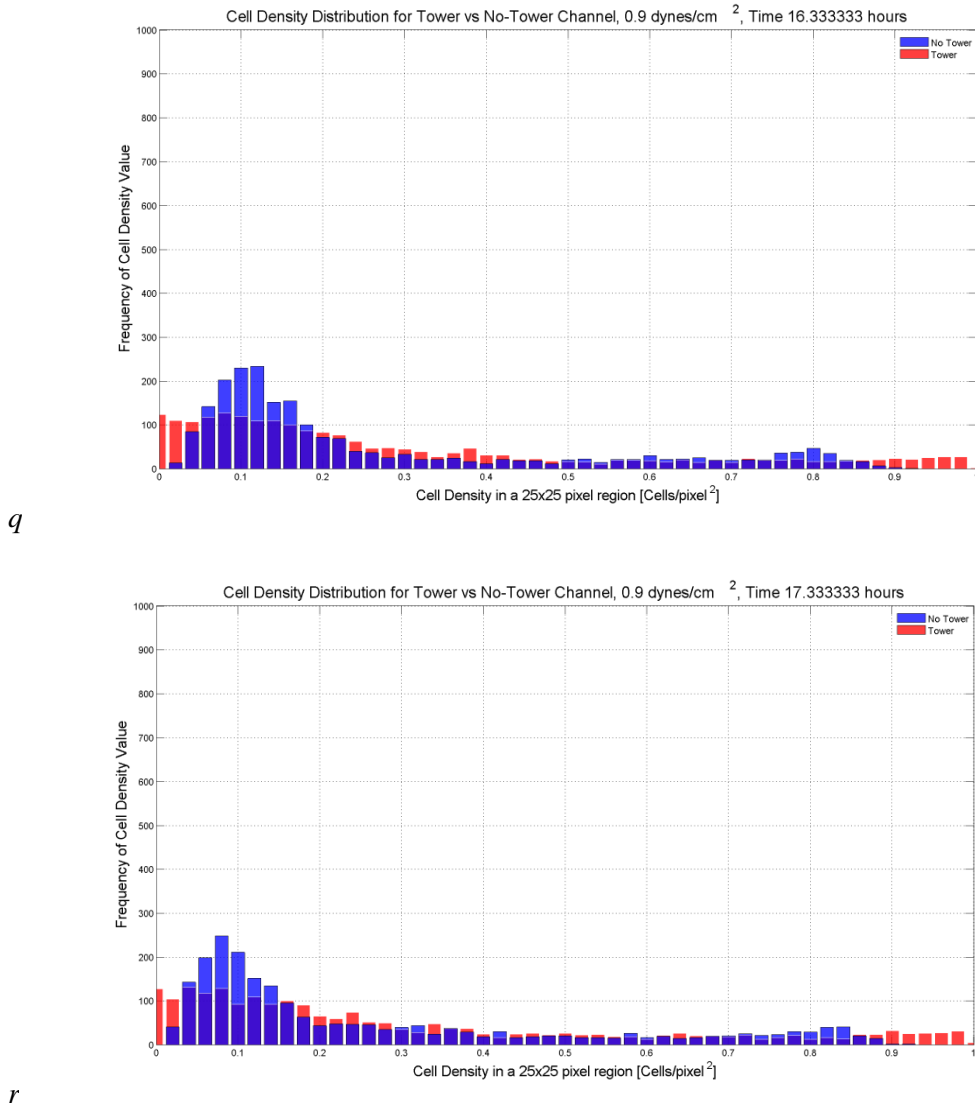 Cell Density Distribution for Tower vs No-Tower Channel, 0.9 dynes/cm 2, Time 16.333333 hours
No Tower
Tower
Frequency of Cell Density Value
1000
900
800
700
600
500
400
300
200
100
0
0 0.1 0.2 0.3 0.4 0.5 0.6 0.7 0.8 0.9
Cell Density in a 25x25 pixel region [Cells/pixel 2]
q
Cell Density Distribution for Tower vs No-Tower Channel, 0.9 dynes/cm 2, Time 17.333333 hours
No Tower
Tower
Frequency of Cell Density Value
1000
900
800
700
600
500
400
300
200
100
0
0 0.1 0.2 0.3 0.4 0.5 0.6 0.7 0.8 0.9 1
Cell Density in a 25x25 pixel region [Cells/pixel 2]
r